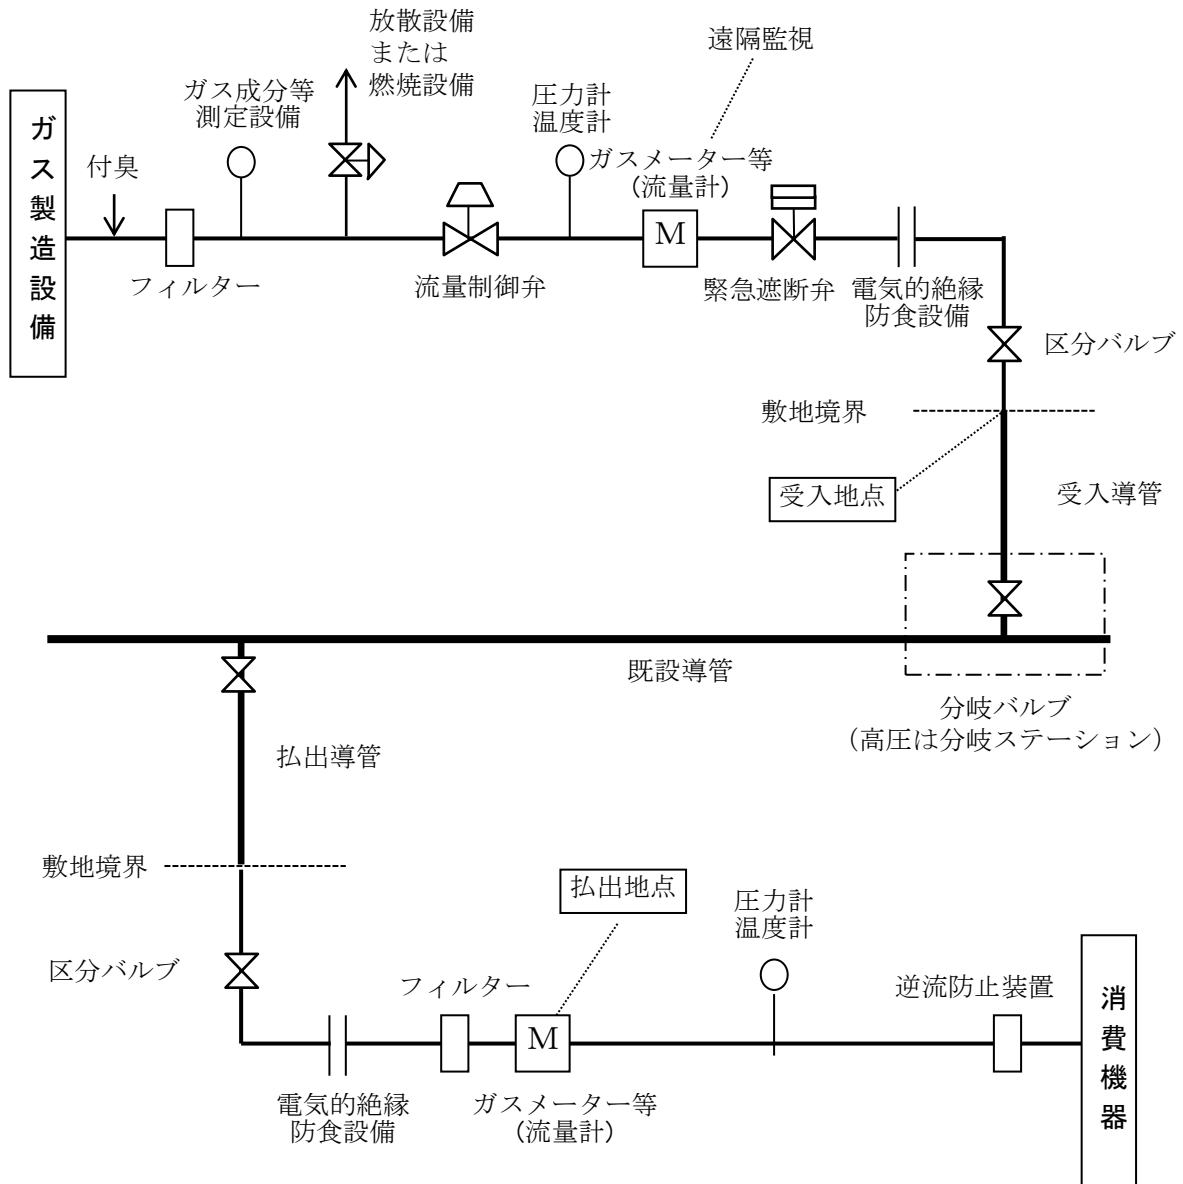 放散設備
または
燃焼設備
遠隔監視
ガス成分等
測定設備
圧力計
温度計
ガス製造設備
付臭
ガスメーター等
(流量計)
M
フィルター
流量制御弁
緊急遮断弁
電気的絶縁
防食設備
区分バルブ
敷地境界
受入地点
受入導管
既設導管
分岐バルブ
（高圧は分岐ステーション）
払出導管
敷地境界
払出地点
圧力計
温度計
区分バルブ
フィルター
逆流防止装置
消費機器
M
電気的絶縁
防食設備
ガスメーター等
(流量計)